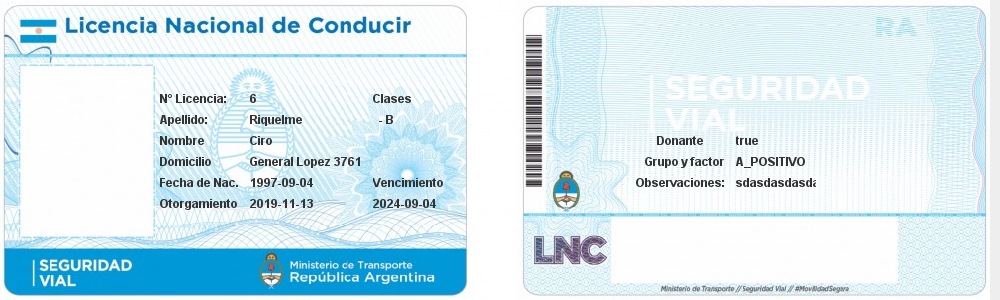 Licencia Nacional de Conducir
N° Licencia: 6 Clases
Apellido: Riquelme - B
Nombre Ciro
Domicilio General Lopez 3761
Fecha de Nac. 1997-09-04 Vencimiento
Otorgamiento 2019-11-13 2024-09-04
SEGURIDAD
VIAL
Ministerio de Transporte
República Argentina
RA
SEGURIDAD
VIAL
Donante true
Grupo y factor A_POSITIVO
Observaciones: sdasdasdasda
LNC
Ministerio de Transporte // Seguridad Vial // #MovilidadSegura